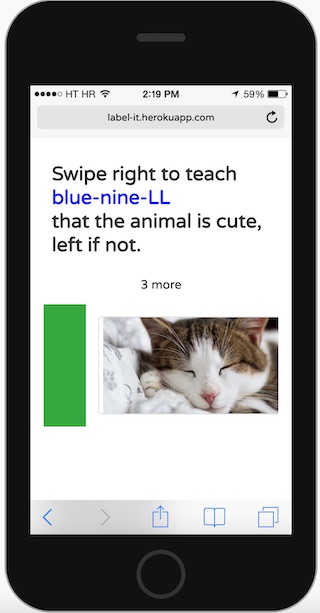 HT HR 2:19 PM 59%
label-it.herokuapp.com
Swipe right to teach
blue-nine-LL
that the animal is cute,
left if not.
3 more